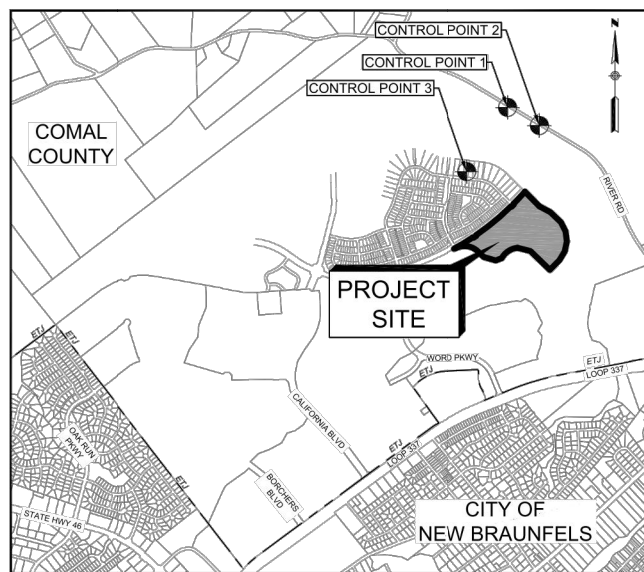 CONTROL POINT 2
CONTROL POINT 1
CONTROL POINT 3
N
COMAL
COUNTY
RIVER RD
PROJECT
SITE
WORD PKWY
ETJ
ETJ
LOOP 337
ETJ
ETJ
OAK RUN
PKWY
ETJ
CALIFORNIA BLVD
ETJ
LOOP 337
BORCHERS
BLVD
STATE HWY 46
CITY OF
NEW BRAUNFELS